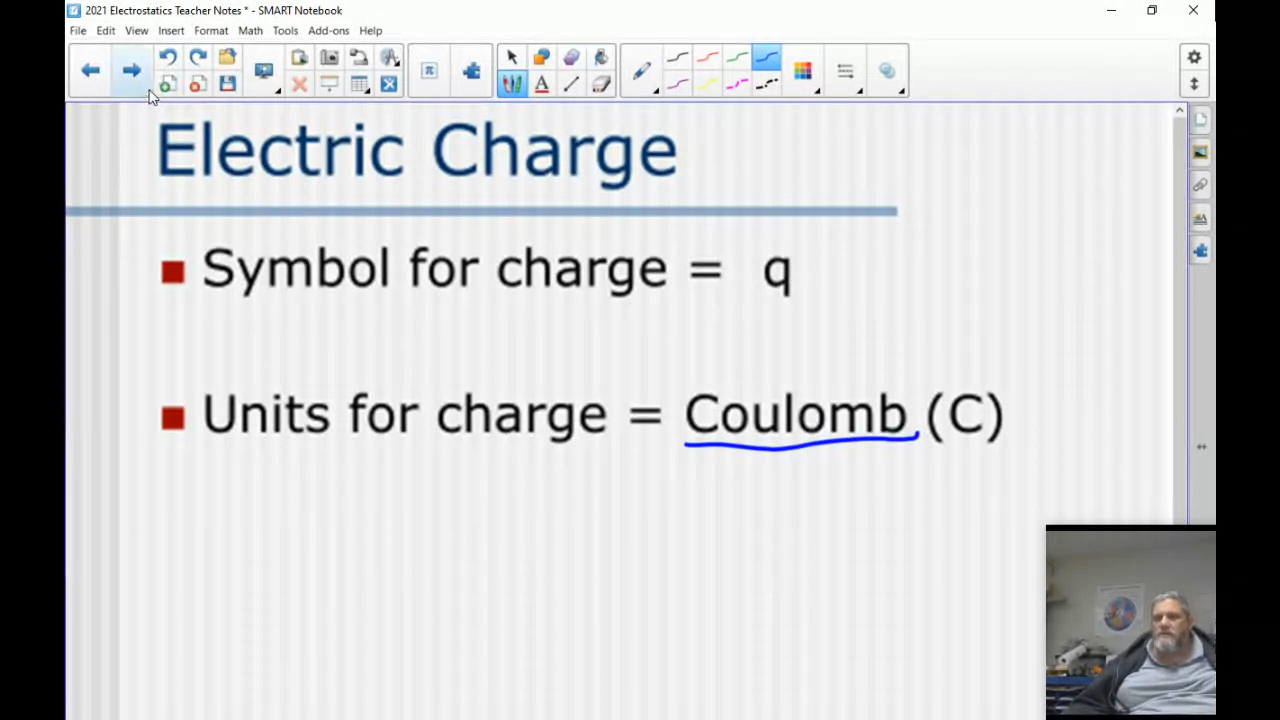 2021 Electrostatics Teacher Notes * - SMART Notebook
File Edit View Insert Format Math Tools Add-ons Help
Electric Charge
Symbol for charge = q
Units for charge = Coulomb (C)